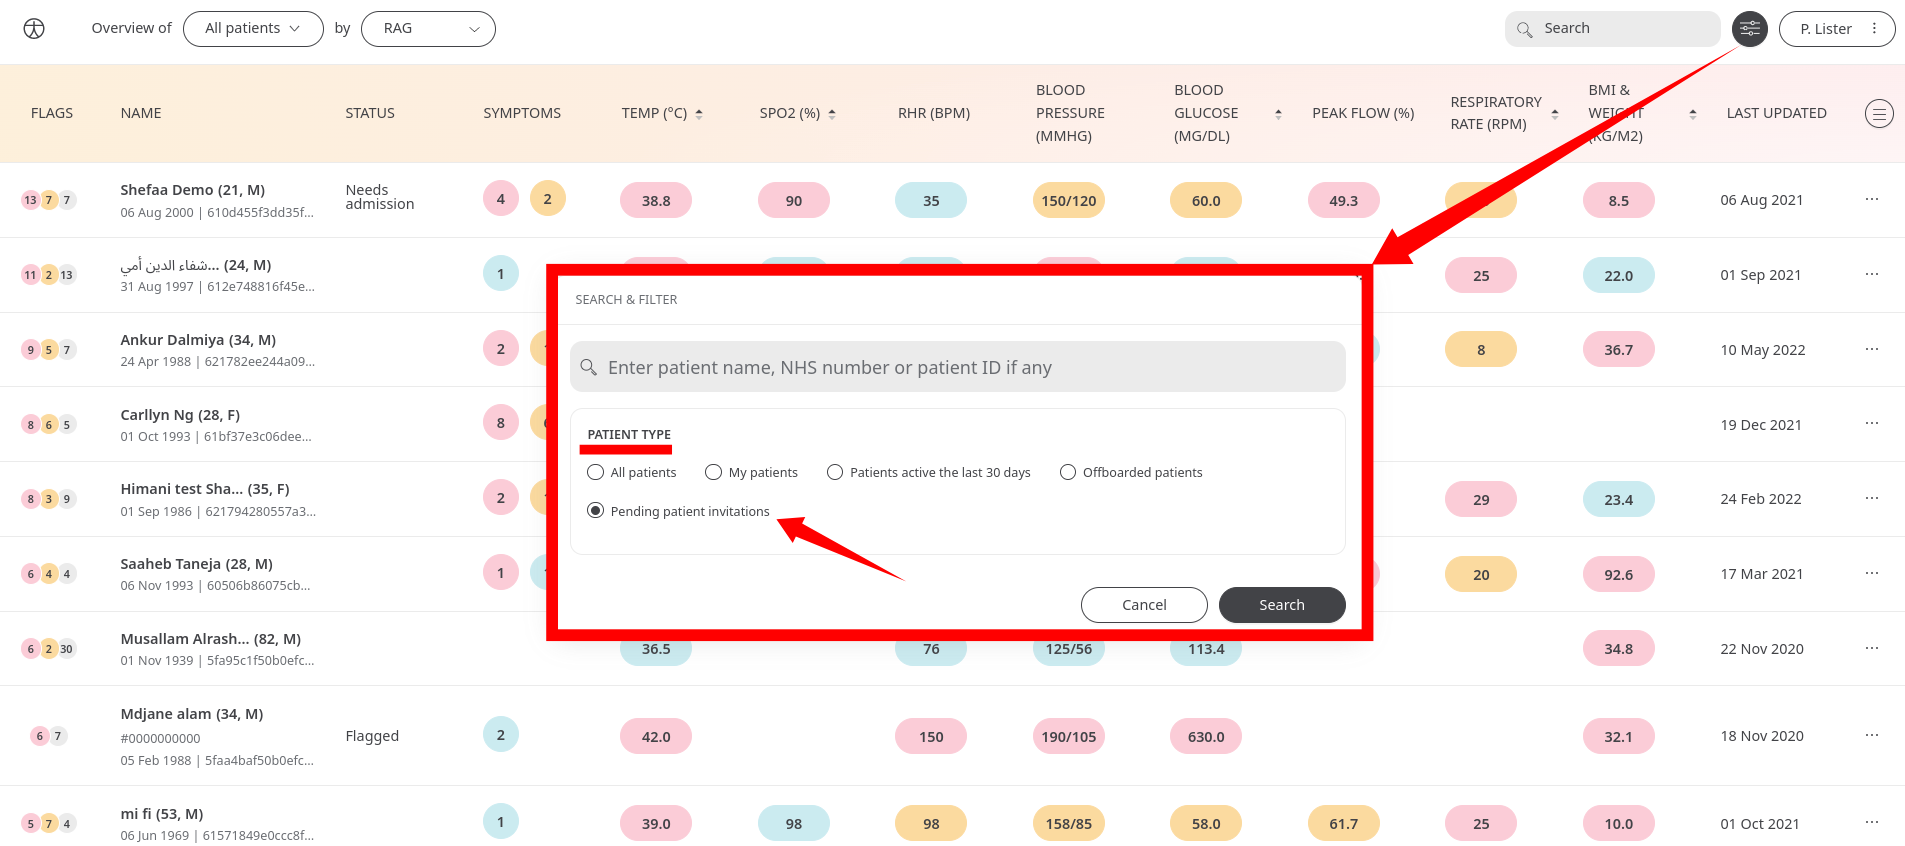 Overview of All patients by RAG Search P. Lister
FLAGS NAME STATUS SYMPTOMS TEMP (°C) SPO2 (%) RHR (BPM) BLOOD PRESSURE (MMHG) BLOOD GLUCOSE (MG/DL) PEAK FLOW (%) RESPIRATORY RATE (RPM) BMI & WEIGHT (KG/M2) LAST UPDATED
13 7 7 Shefaa Demo (21, M) Needs admission 4 2 38.8 90 35 150/120 60.0 49.3 8.5 06 Aug 2021 ...
06 Aug 2000 | 610d455f3dd35f...
11 2 13 شفاء الدين أمي... (24, M) 1 25 22.0 01 Sep 2021 ...
31 Aug 1997 | 612e748816f45e...
SEARCH & FILTER
9 5 7 Ankur Dalmiya (34, M) 2 8 36.7 10 May 2022 ...
24 Apr 1988 | 621782ee244a09...
Enter patient name, NHS number or patient ID if any
8 6 5 Carllyn Ng (28, F) 8 19 Dec 2021 ...
01 Oct 1993 | 61bf37e3c06dee...
PATIENT TYPE
All patients My patients Patients active the last 30 days Offboarded patients
8 3 9 Himani test Sha... (35, F) 2 29 23.4 24 Feb 2022 ...
01 Sep 1986 | 621794280557a3...
Pending patient invitations
6 4 4 Saaheb Taneja (28, M) 1 20 92.6 17 Mar 2021 ...
06 Nov 1993 | 60506b86075cb...
Cancel Search
6 2 30 Musallam Alrash... (82, M) 36.5 76 125/56 113.4 34.8 22 Nov 2020 ...
01 Nov 1939 | 5fa95c1f50b0efc...
6 7 Mdjane alam (34, M) Flagged 2 42.0 150 190/105 630.0 32.1 18 Nov 2020 ...
#0000000000
05 Feb 1988 | 5faa4baf50b0efc...
5 7 4 mi fi (53, M) 1 39.0 98 98 158/85 58.0 61.7 25 10.0 01 Oct 2021 ...
06 Jun 1969 | 61571849e0ccc8f...